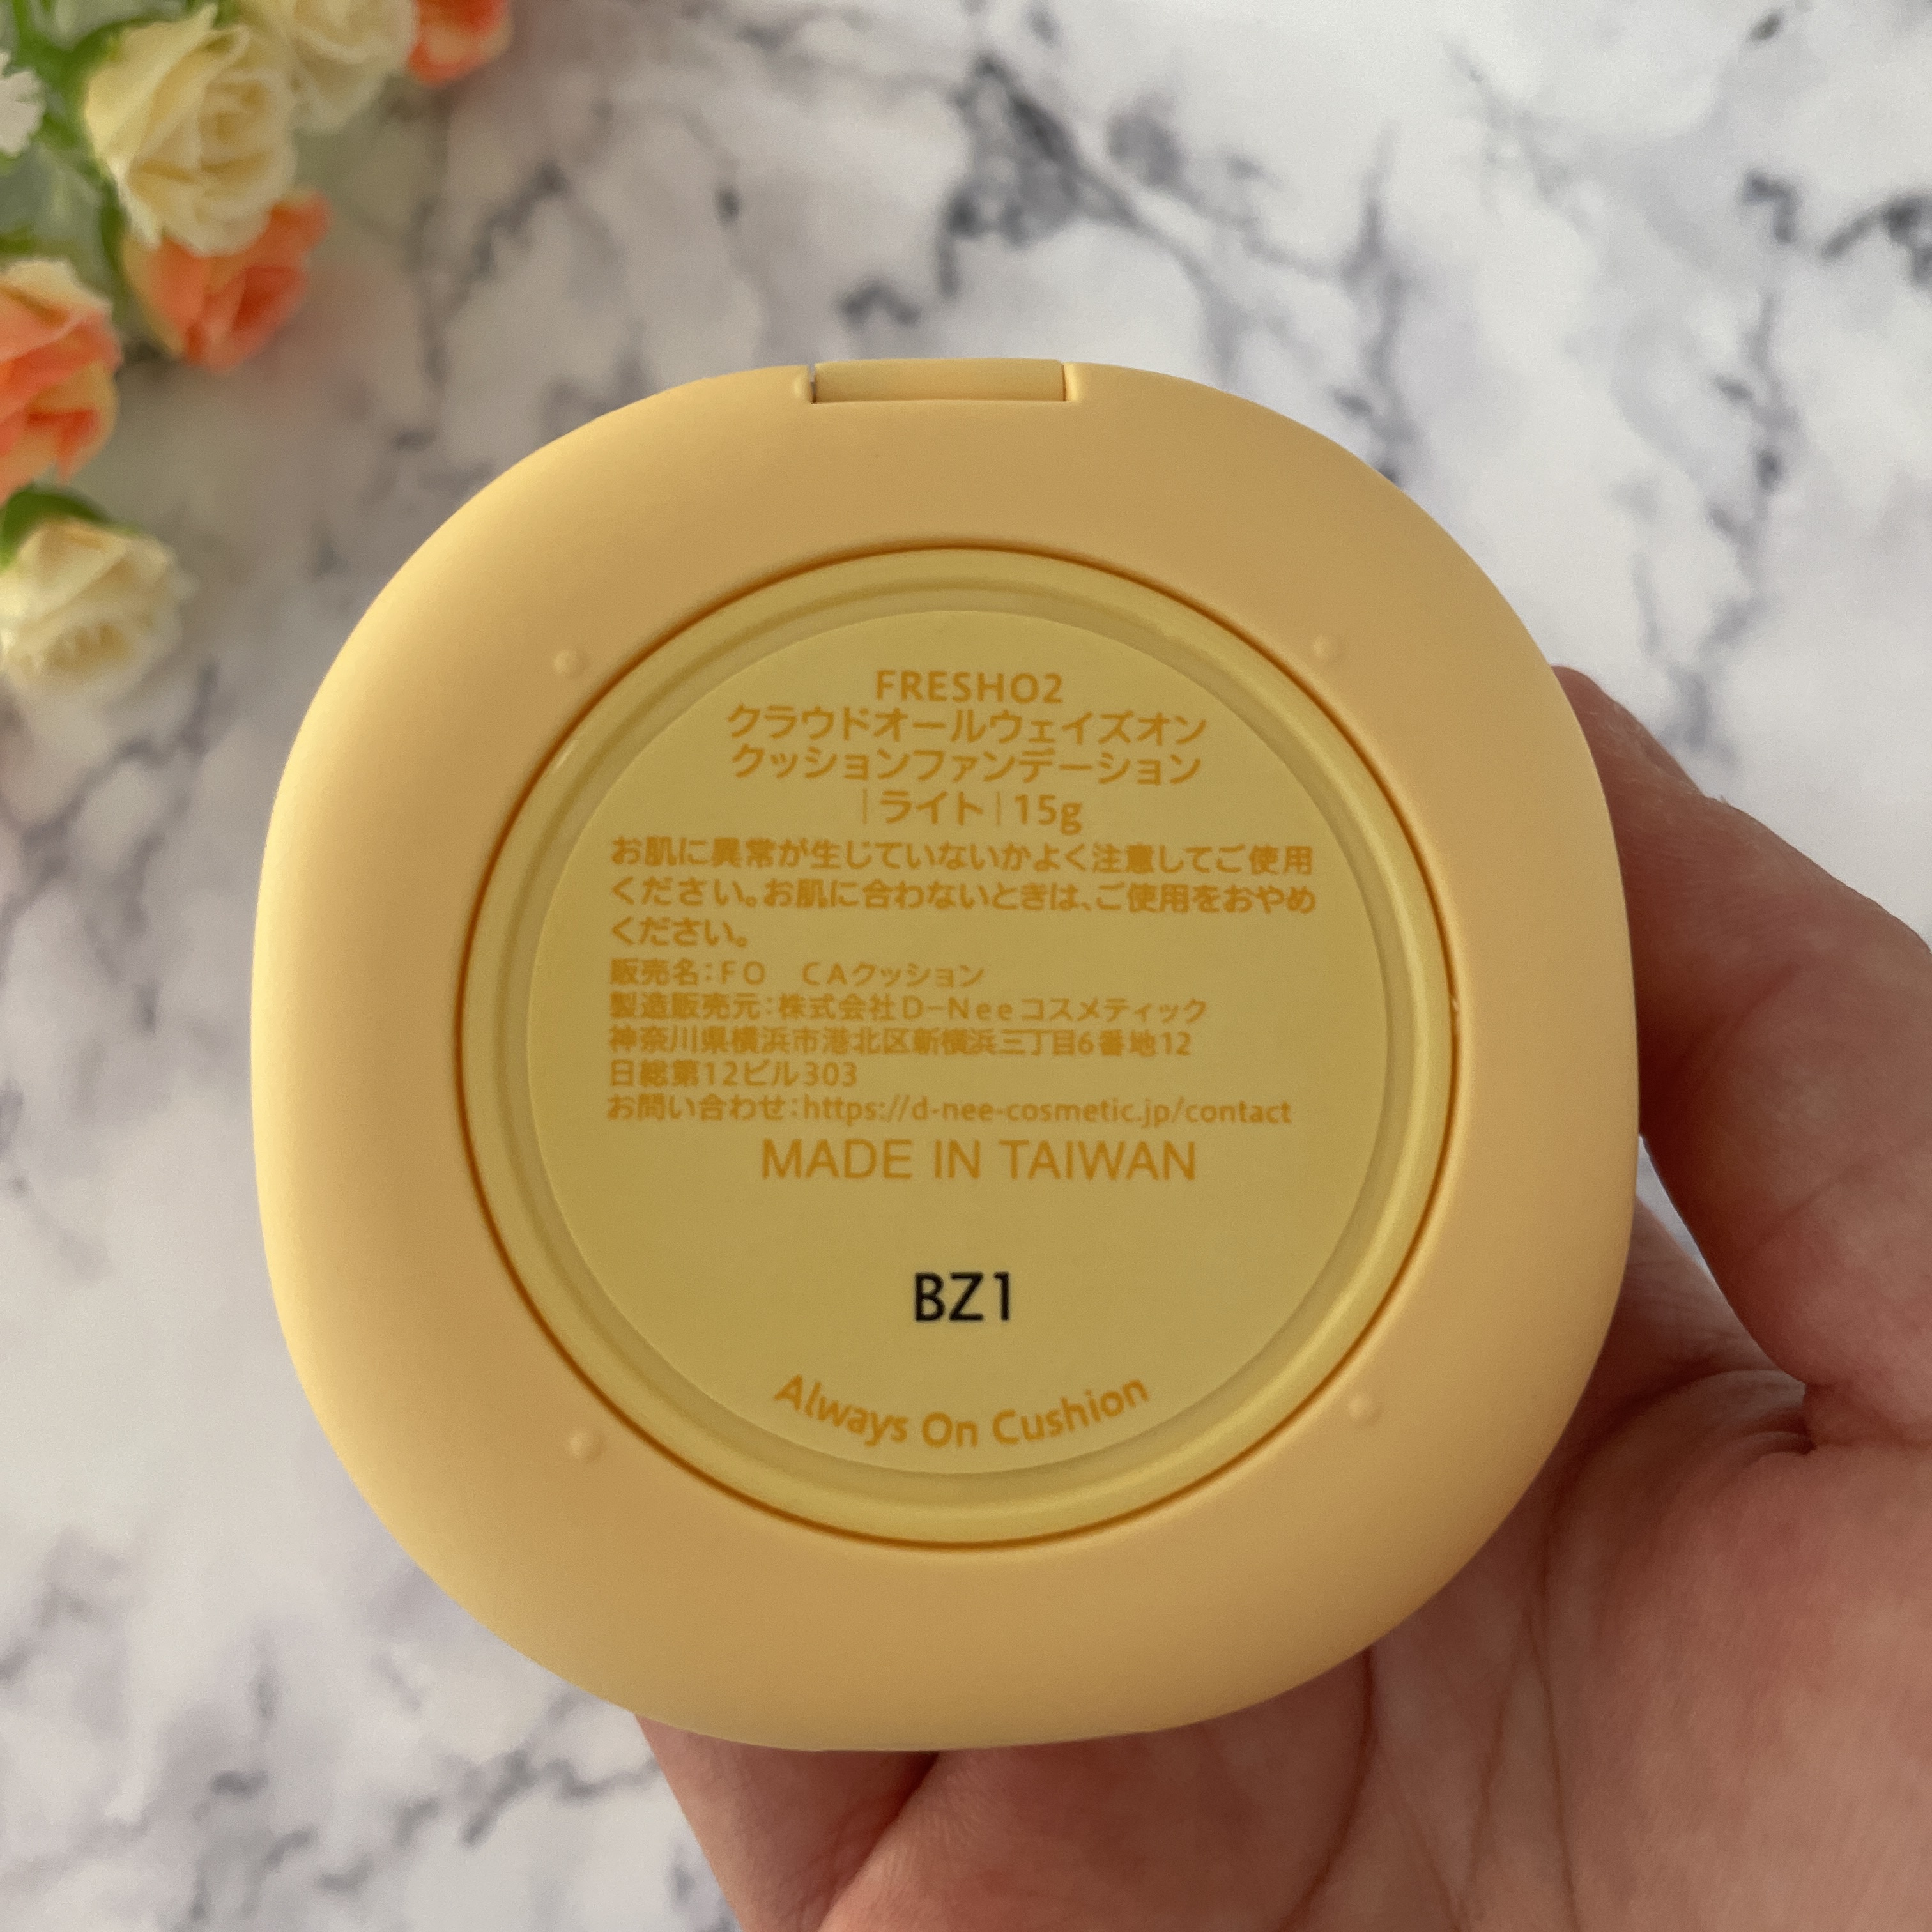 FRESHO2
クラウドオールウェイズオン
クッションファンデーション
|ライト|15g
お肌に異常が生じていないかよく注意してご使用
ください。お肌に合わないときは、ご使用をおやめ
ください。
販売名:FO　CAクッション
製造販売元:株式会社D-Neeコスメティック
神奈川県横浜市港北区新横浜三丁目6番地12
日総第12ビル303
お問い合わせ:https://d-nee-cosmetic.jp/contact
MADE IN TAIWAN
BZ1
Always On Cushion